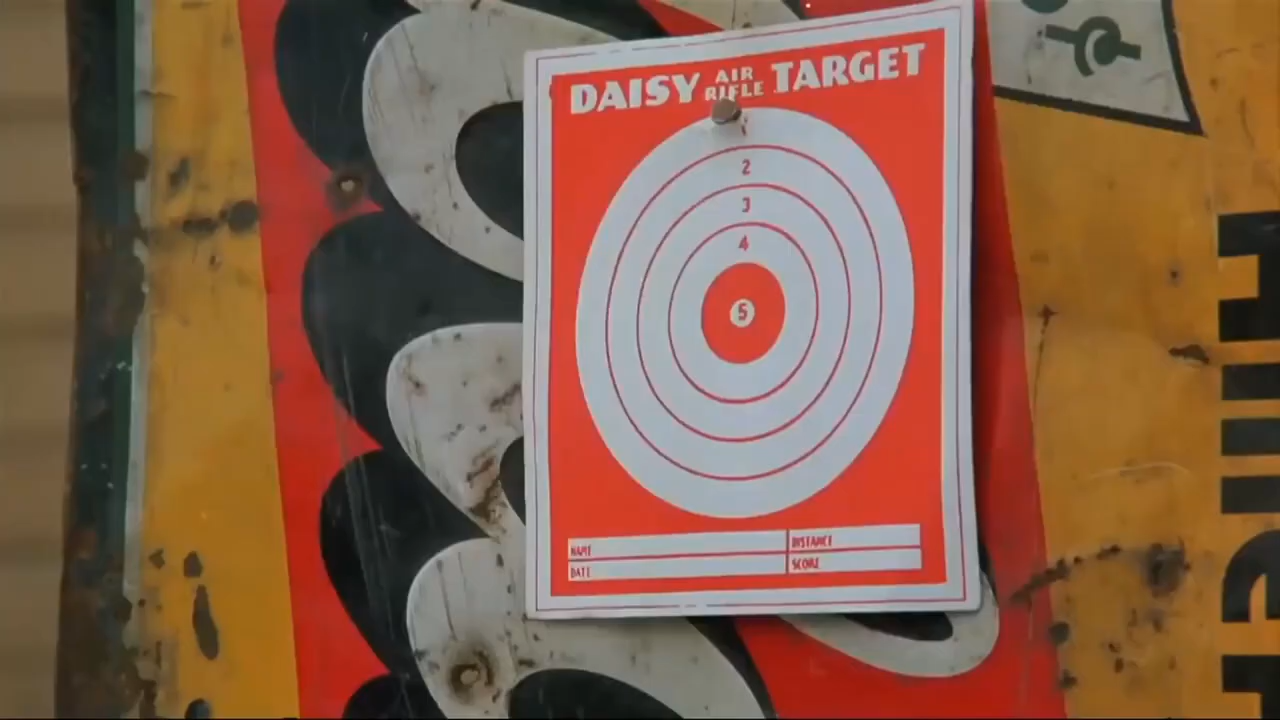 DAISY AIR RIFLE TARGET
2
3
4
5
NAME
DISTANCE
DATE
SCORE